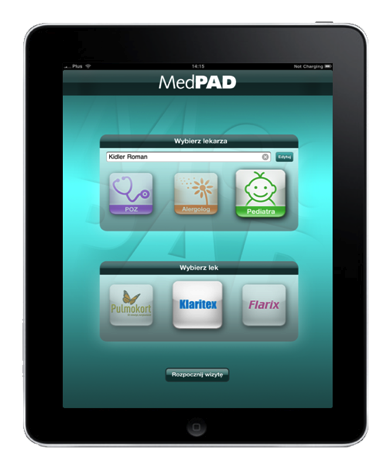 Plus
14:15
Not Charging
MedPAD
Wybierz lekarza
Kidler Roman
Edytuj
POZ
Alergolog
Pediatra
Wybierz lek
Pulmokort
Klaritex
Flarix
Rozpocznij wizytę